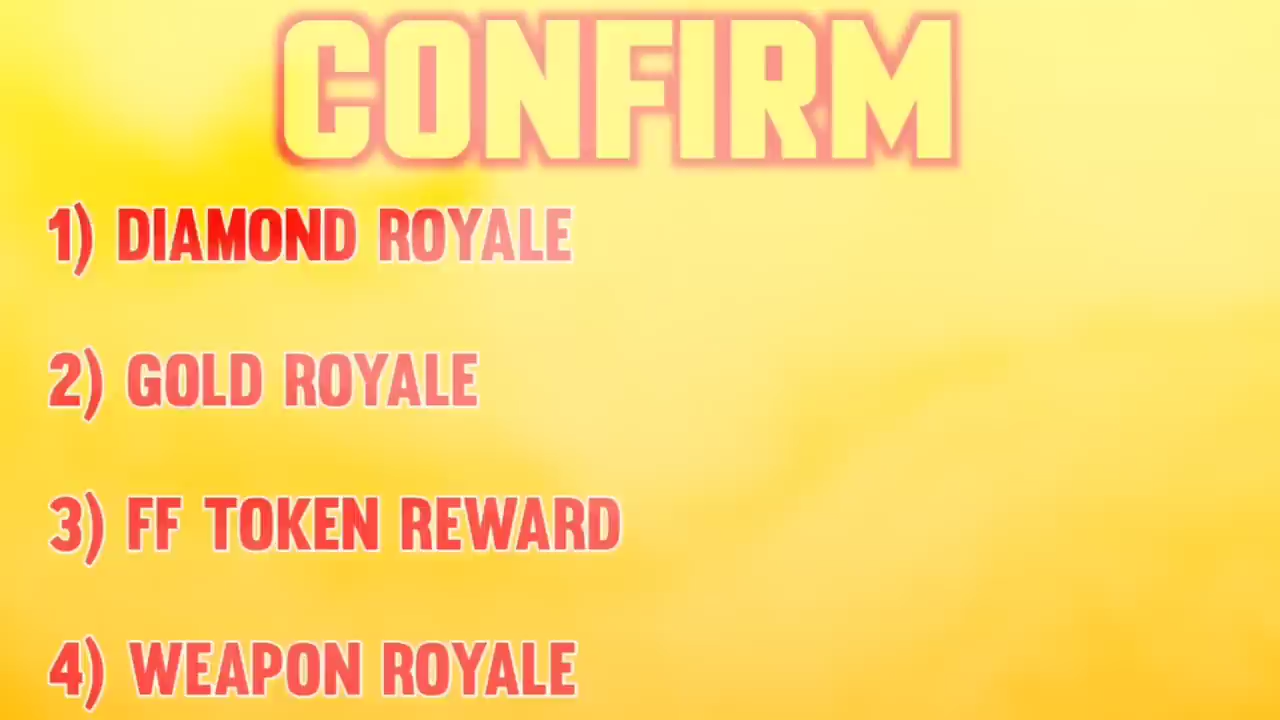 CONFIRM
1) DIAMOND ROYALE
2) GOLD ROYALE
3) FF TOKEN REWARD
4) WEAPON ROYALE